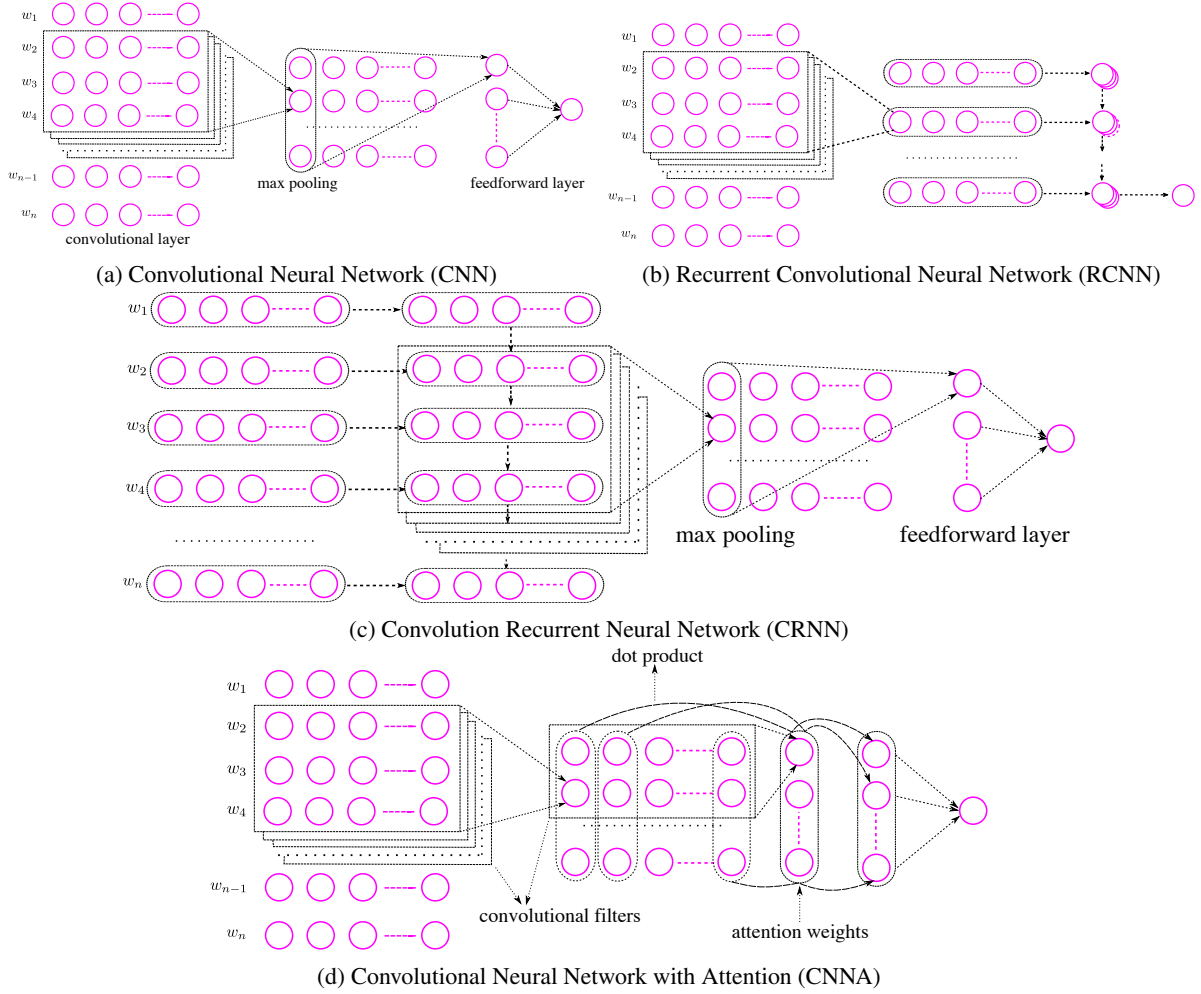 w1
w2
w3
w4
wn−1
wn
convolutional layer
max pooling
feedforward layer
(a) Convolutional Neural Network (CNN)
w1
w2
w3
w4
wn−1
wn
(b) Recurrent Convolutional Neural Network (RCNN)
w1
w2
w3
w4
wn
max pooling
feedforward layer
(c) Convolution Recurrent Neural Network (CRNN)
dot product
w1
w2
w3
w4
wn−1
wn
convolutional filters
attention weights
(d) Convolutional Neural Network with Attention (CNNA)